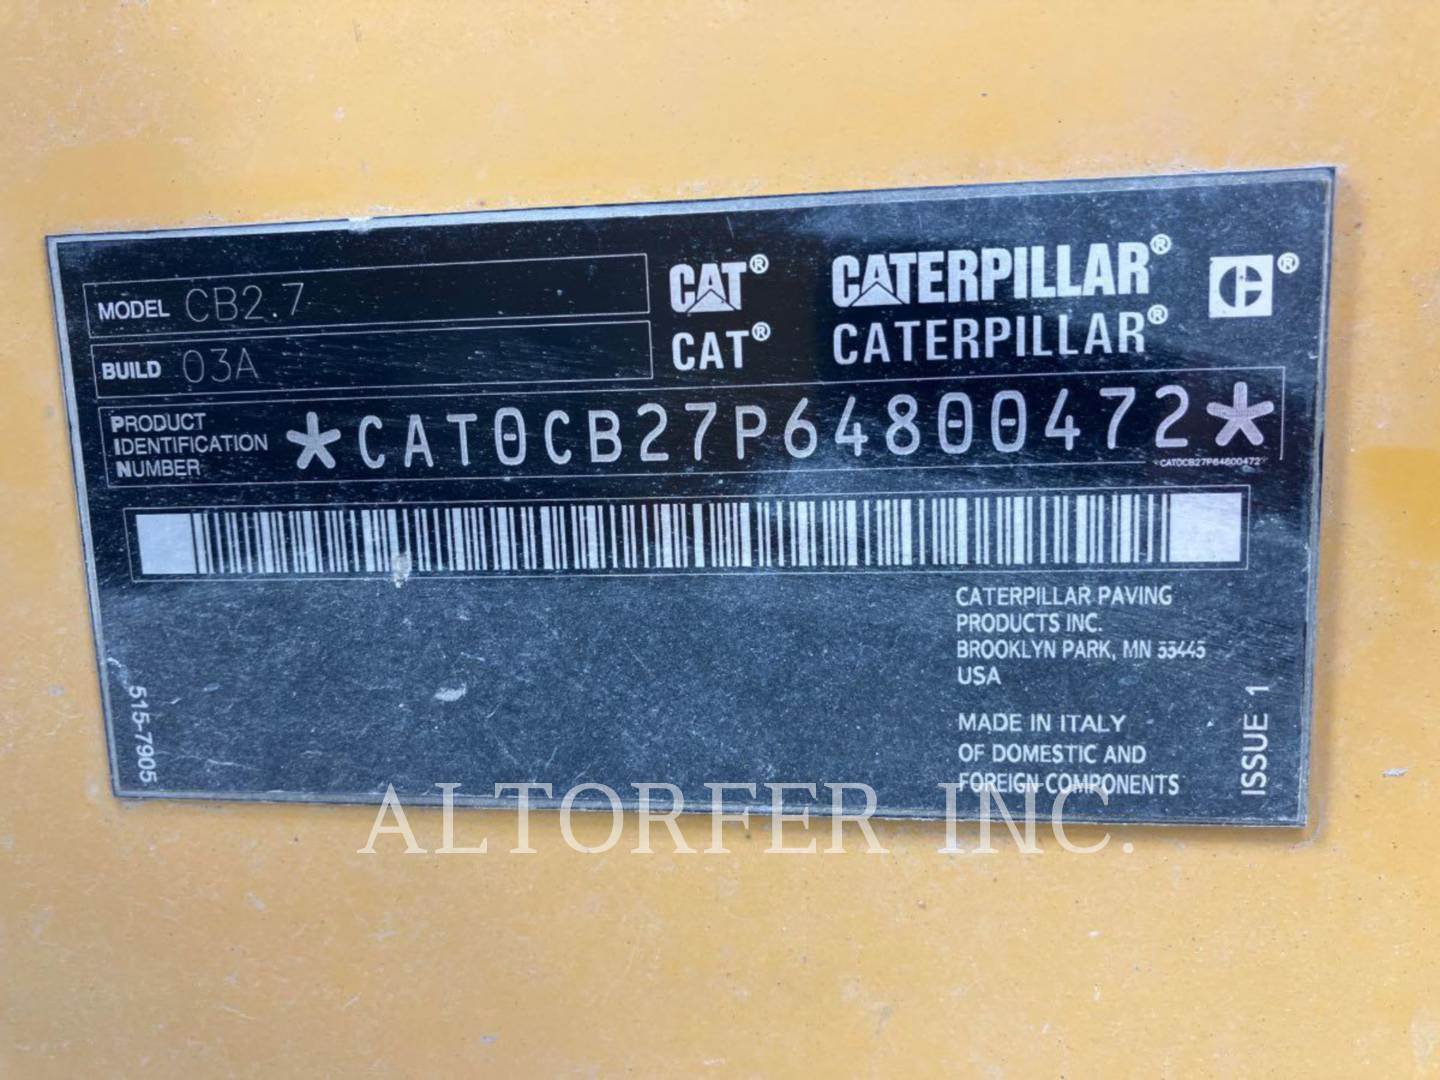 MODEL CB2.7
BUILD 03A
CAT® CATERPILLAR®
CAT® CATERPILLAR®
C®
PRODUCT
IDENTIFICATION
NUMBER
*CAT0CB27P64800472*
*CAT0CB27P64800472*
CATERPILLAR PAVING
PRODUCTS INC.
BROOKLYN PARK, MN 55445
USA
MADE IN ITALY
OF DOMESTIC AND
FOREIGN COMPONENTS
515-7905
ISSUE 1
ALTORFER INC.